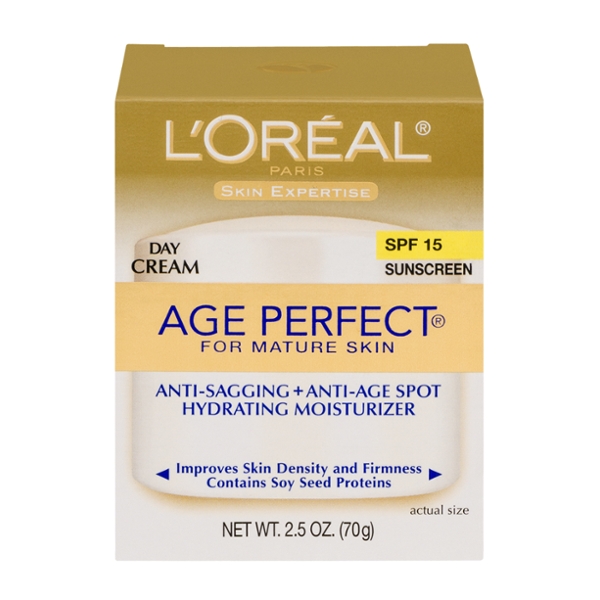 L'ORÉAL®
PARIS
SKIN EXPERTISE
DAY
CREAM
SPF 15
SUNSCREEN
AGE PERFECT®
FOR MATURE SKIN
ANTI-SAGGING + ANTI-AGE SPOT
HYDRATING MOISTURIZER
Improves Skin Density and Firmness
Contains Soy Seed Proteins
actual size
NET WT. 2.5 OZ. (70g)